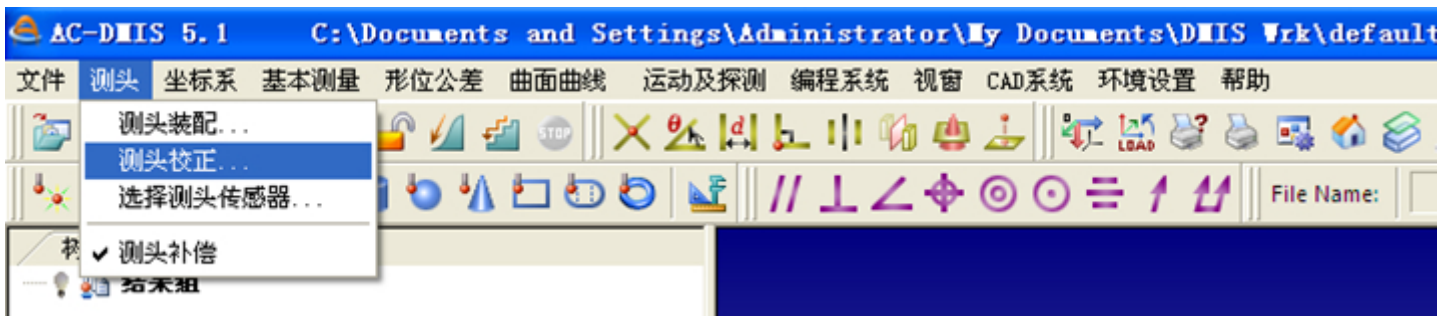 AC-DMIS 5.1 C:\Documents and Settings\Administrator\My Documents\DMIS Wrk\default
文件 测头 坐标系 基本测量 形位公差 曲面曲线 运动及探测 编程系统 视窗 CAD系统 环境设置 帮助
测头装配...
STOP θ d LOAD ?
测头校正...
选择测头传感器...
File Name:
测头补偿
结果组